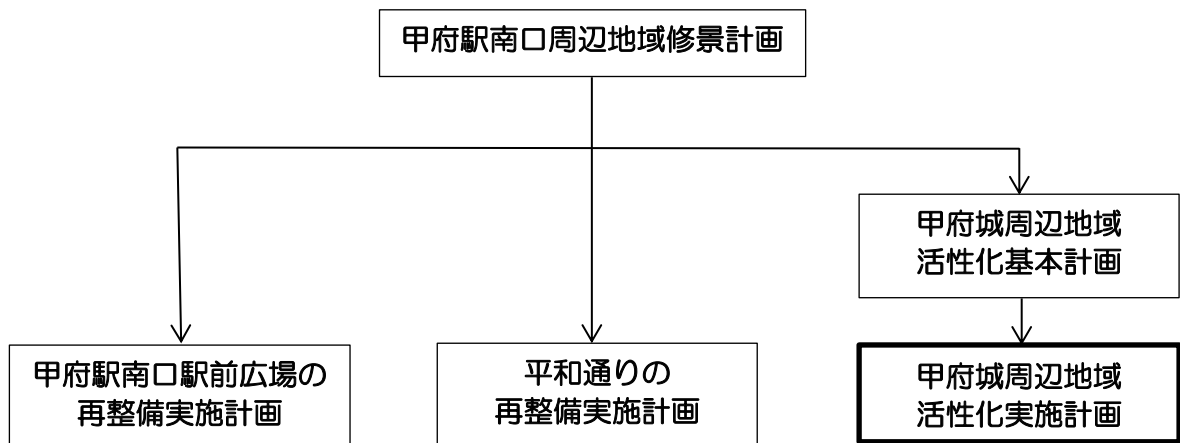 甲府駅南口周辺地域修景計画
甲府城周辺地域
活性化基本計画
甲府駅南口駅前広場の
再整備実施計画
平和通りの
再整備実施計画
甲府城周辺地域
活性化実施計画